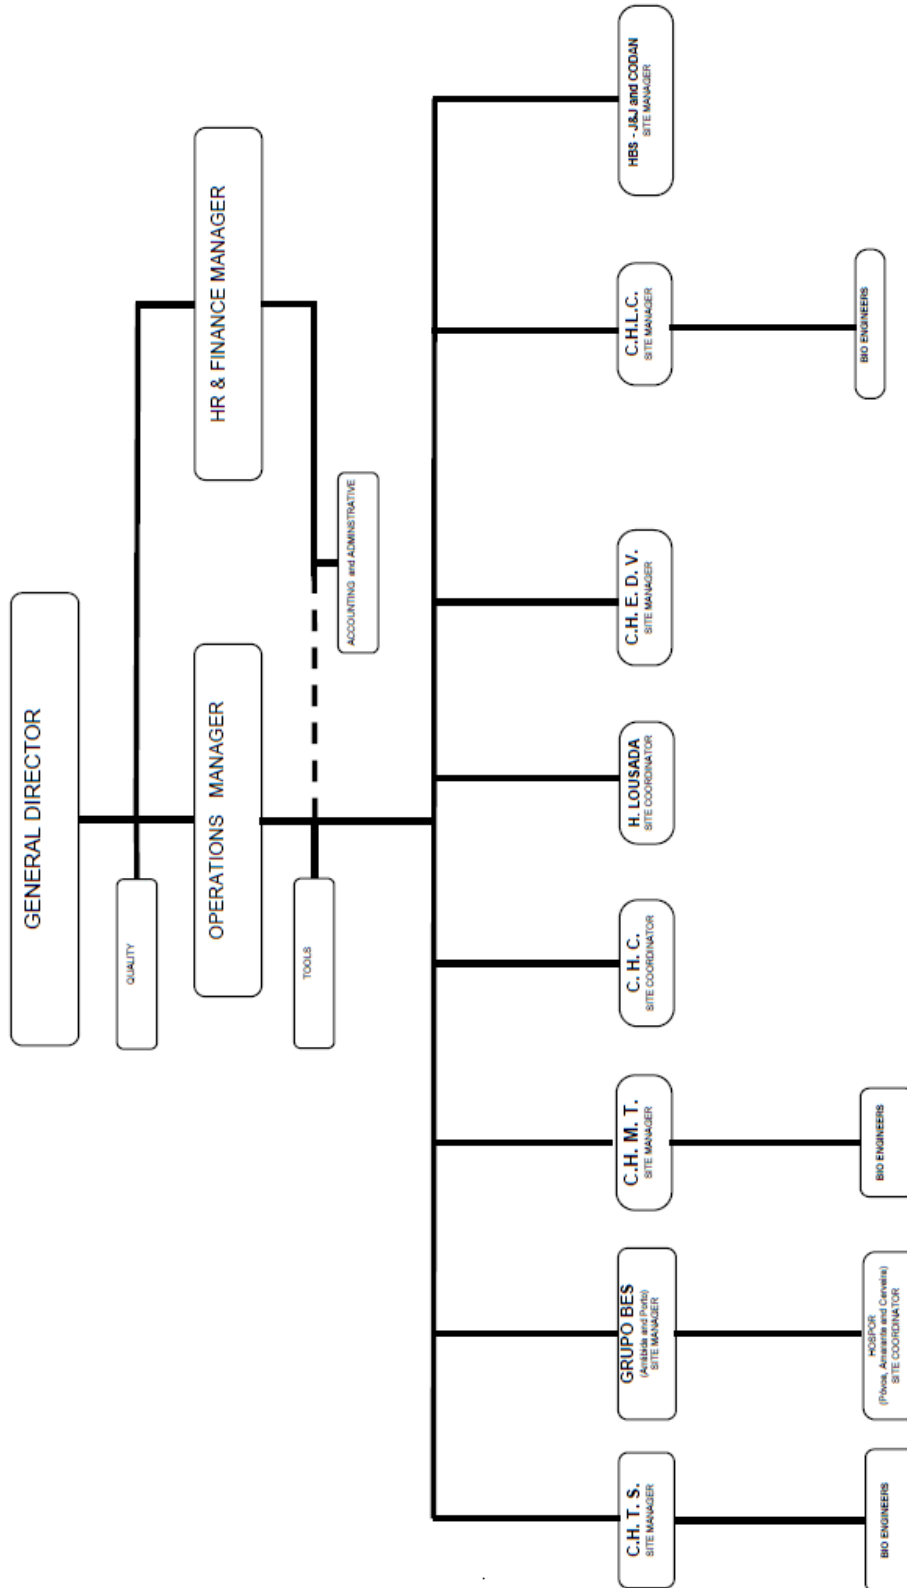 GENERAL DIRECTOR
QUALITY
OPERATIONS MANAGER
HR & FINANCE MANAGER
TOOLS
ACCOUNTING and ADMINSTRATIVE
C.H. T. S.
SITE MANAGER
GRUPO BES
(Arrábida and Porto)
SITE MANAGER
C.H. M. T.
SITE MANAGER
C. H. C.
SITE COORDINATOR
H. LOUSADA
SITE COORDINATOR
C.H. E. D. V.
SITE MANAGER
C.H.L.C.
SITE MANAGER
HBS - J&J and CODAN
SITE MANAGER
BIO ENGINEERS
HOSPOR
(Póvoa, Amarante and Cerveira)
SITE COORDINATOR
BIO ENGINEERS
BIO ENGINEERS